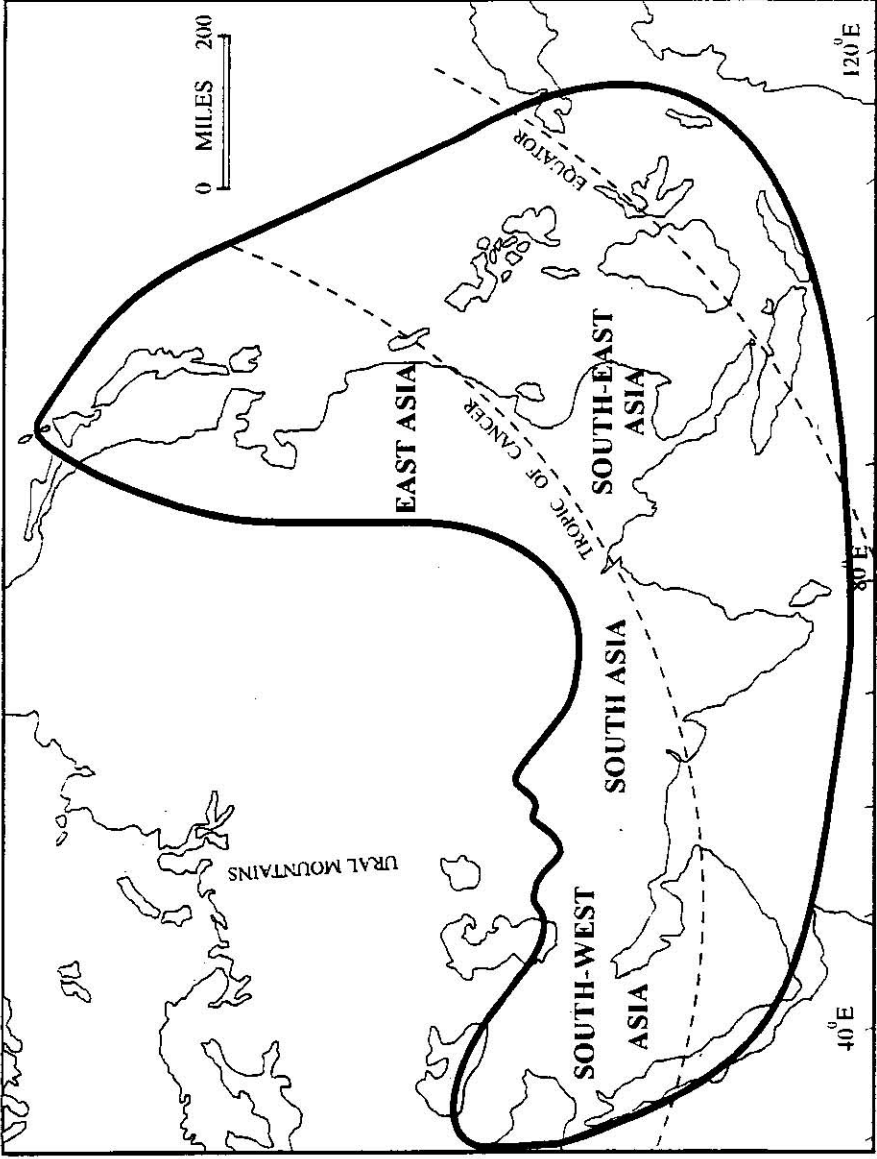 0 MILES 200
URAL MOUNTAINS
EAST ASIA
TROPIC OF CANCER
EQUATOR
SOUTH-WEST
ASIA
SOUTH ASIA
SOUTH-EAST
ASIA
40°E
80°E
120°E